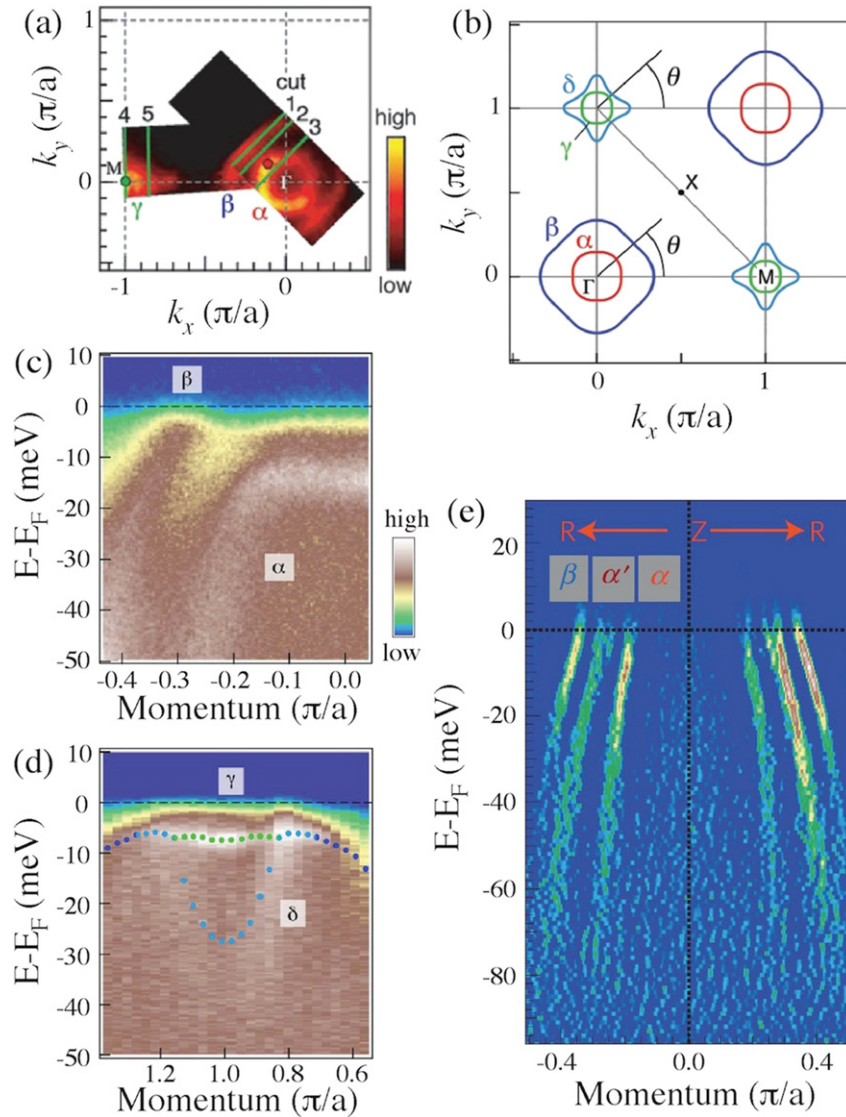 (a)
1
0
-1
0
k_y (π/a)
k_x (π/a)
cut
1
2
3
4
5
M
γ
β
α
Γ
high
low
(b)
1
0
0
1
k_y (π/a)
k_x (π/a)
δ
γ
θ
β
α
Γ
θ
X
M
(c)
10
0
-10
-20
-30
-40
-50
E-E_F (meV)
β
α
-0.4
-0.3
-0.2
-0.1
0.0
Momentum (π/a)
high
low
(d)
10
0
-10
-20
-30
-40
-50
E-E_F (meV)
γ
δ
1.2
1.0
0.8
0.6
Momentum (π/a)
(e)
20
0
-20
-40
-60
-80
E-E_F (meV)
R
Z
R
β
α′
α
-0.4
0.0
0.4
Momentum (π/a)